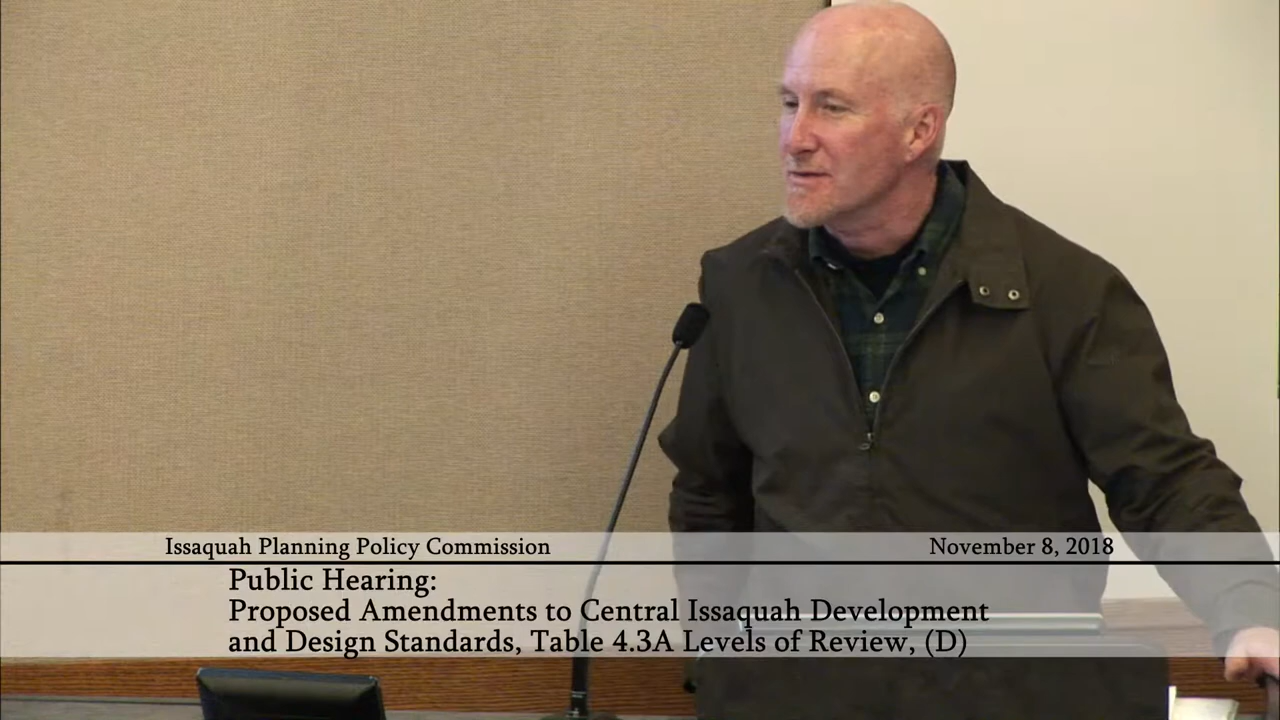 Issaquah Planning Policy Commission
November 8, 2018
Public Hearing:
Proposed Amendments to Central Issaquah Development
and Design Standards, Table 4.3A Levels of Review, (D)